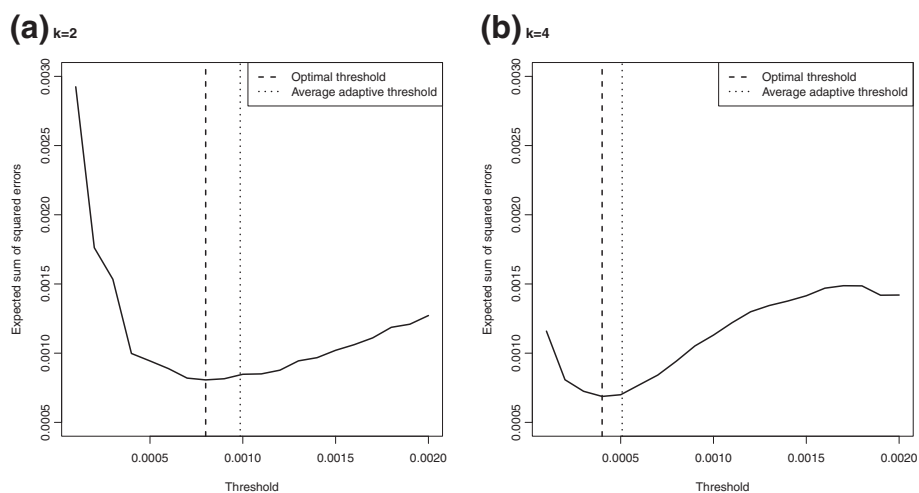 (a) k=2
Optimal threshold
Average adaptive threshold
0.0030
0.0025
0.0020
0.0015
0.0010
0.0005
Expected sum of squared errors
0.0005 0.0010 0.0015 0.0020
Threshold
(b) k=4
Optimal threshold
Average adaptive threshold
0.0030
0.0025
0.0020
0.0015
0.0010
0.0005
Expected sum of squared errors
0.0005 0.0010 0.0015 0.0020
Threshold